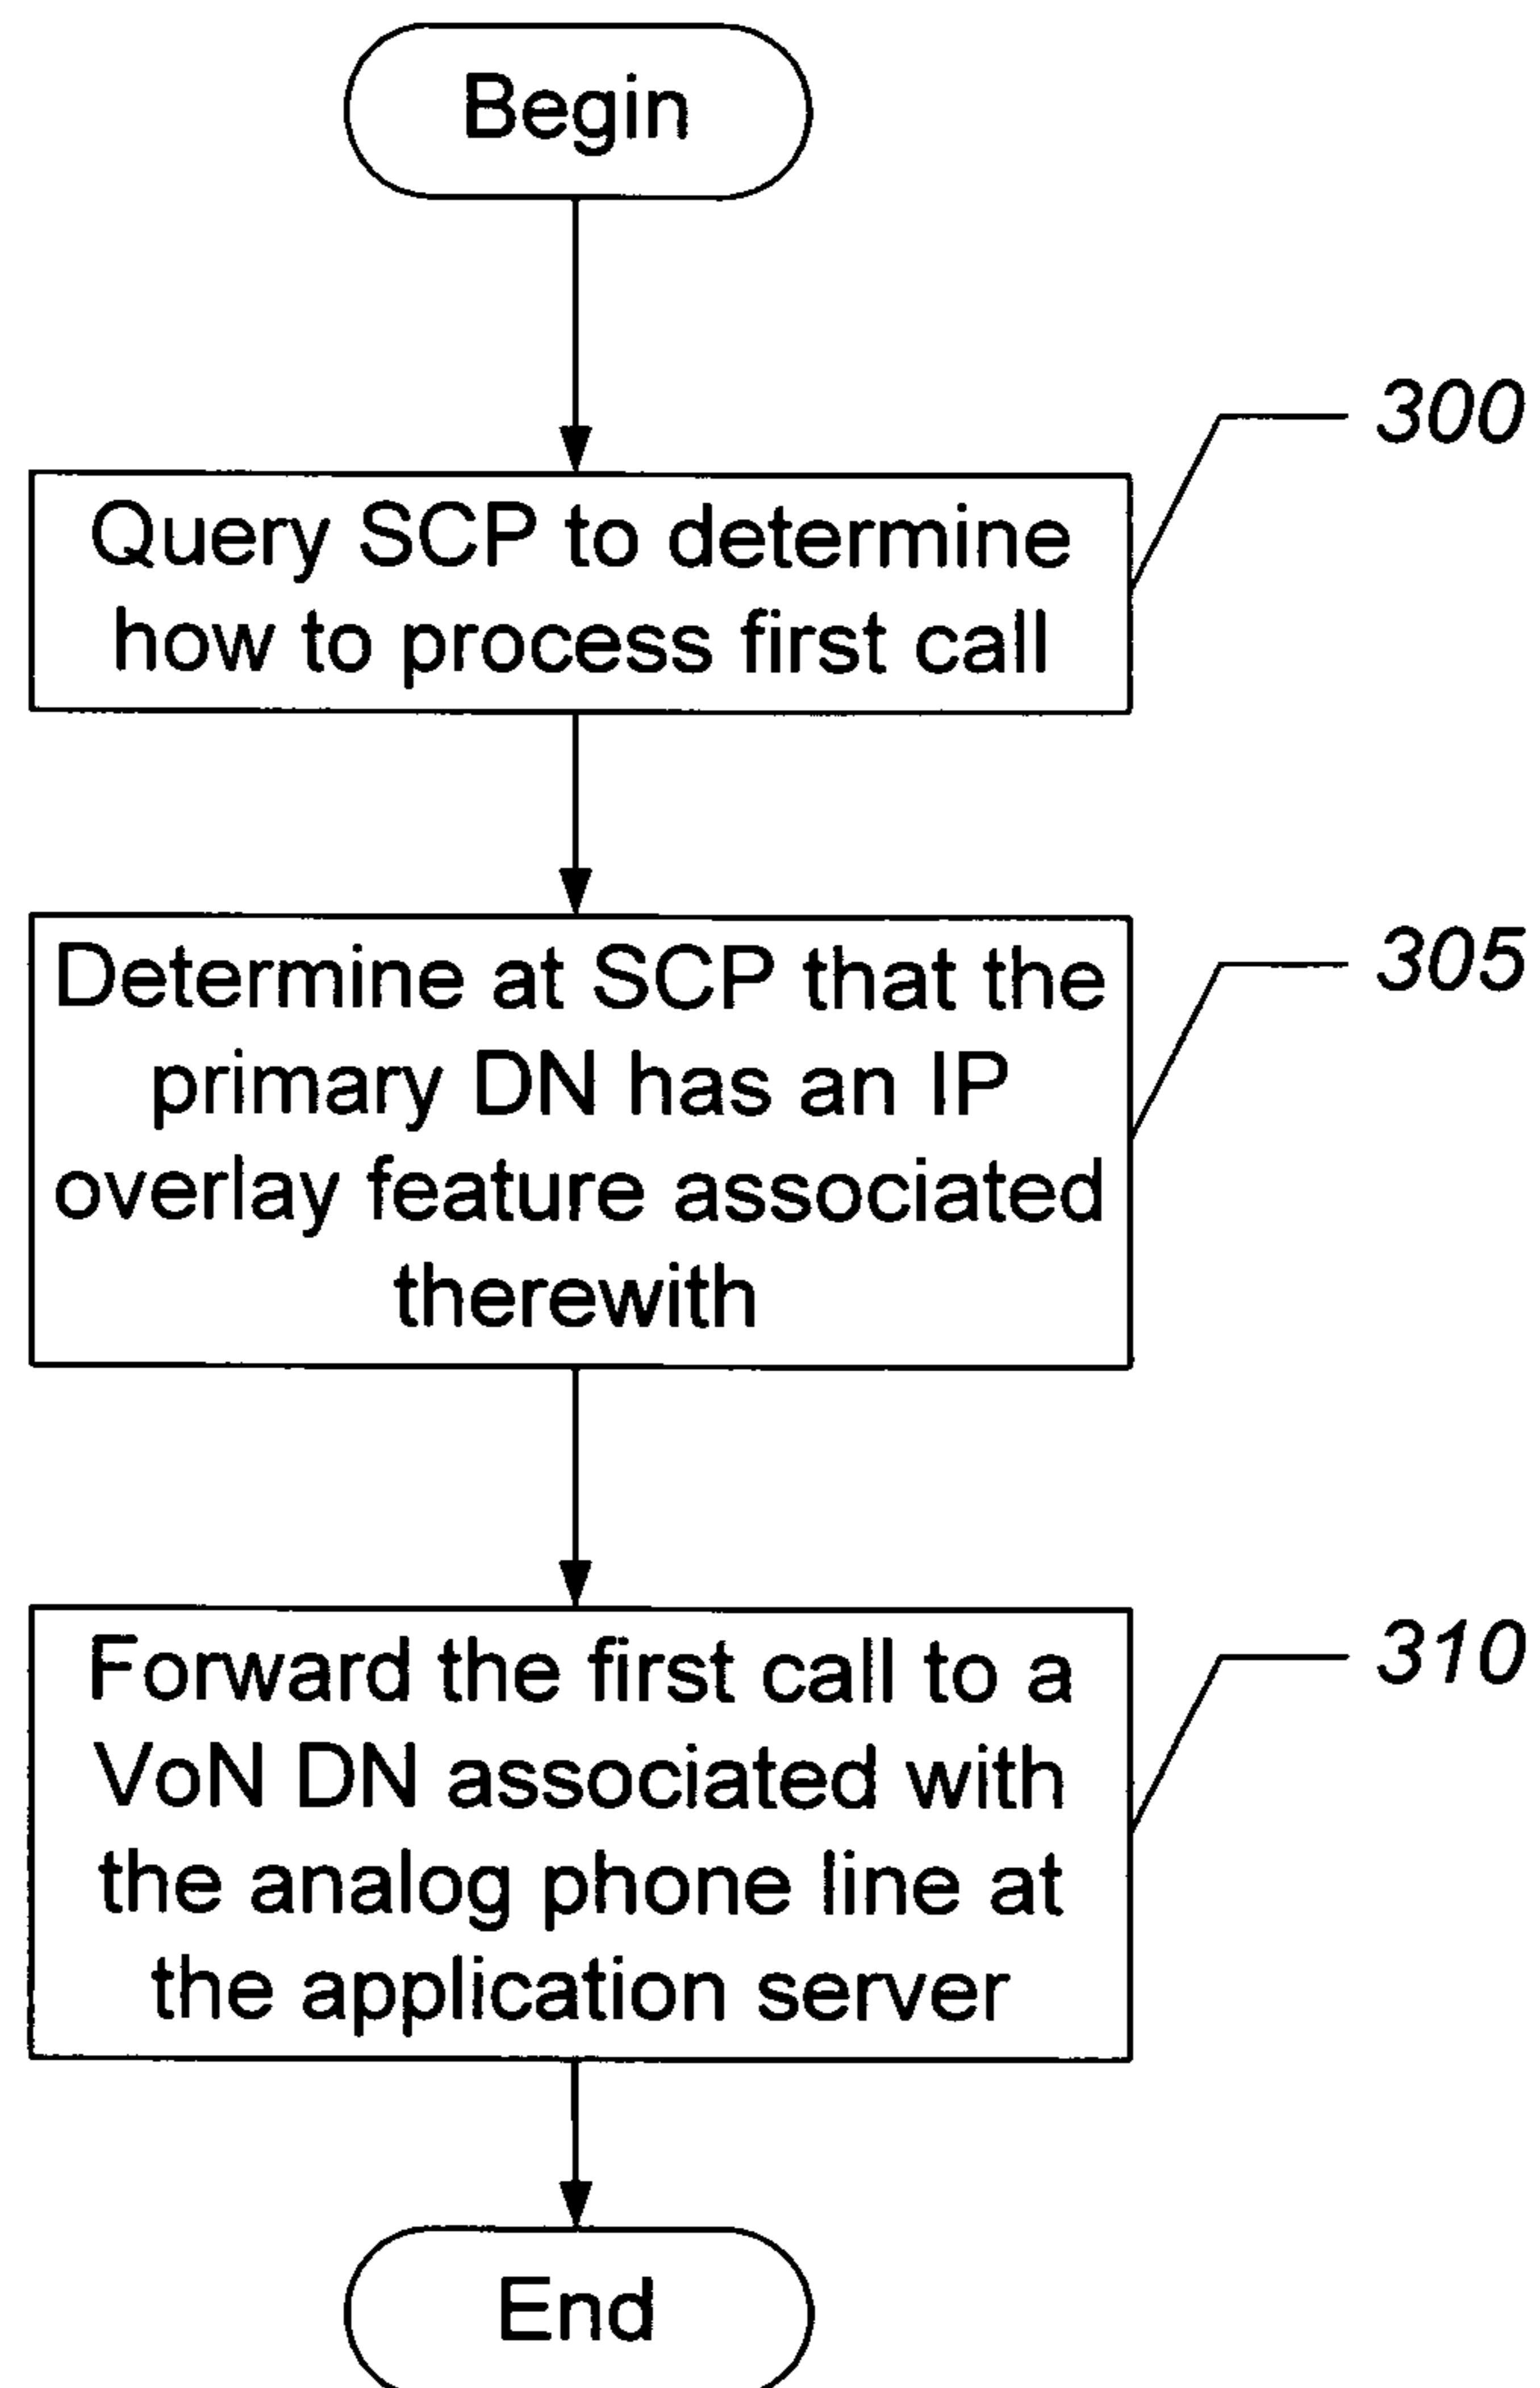 Begin
300
Query SCP to determine
how to process first call
305
Determine at SCP that the
primary DN has an IP
overlay feature associated
therewith
310
Forward the first call to a
VoN DN associated with
the analog phone line at
the application server
End